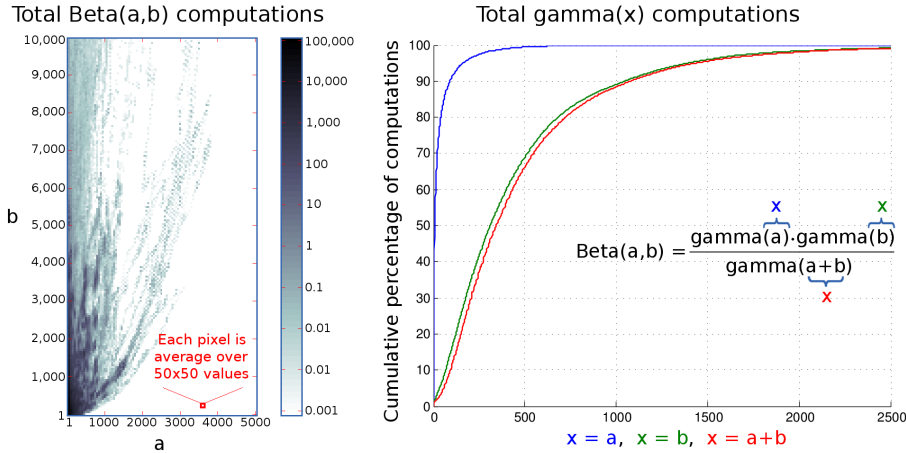 Total Beta(a,b) computations
10,000
9,000
8,000
7,000
6,000
5,000
4,000
3,000
2,000
1,000
1
b
1 1000 2000 3000 4000 5000
a
Each pixel is
average over
50x50 values
100,000
10,000
1,000
100
10
1
0.1
0.01
0.001
Total gamma(x) computations
Cumulative percentage of computations
100
90
80
70
60
50
40
30
20
10
0
0 500 1000 1500 2000 2500
x = a, x = b, x = a+b
x x
gamma(a)·gamma(b)
Beta(a,b) =
gamma(a+b)
x